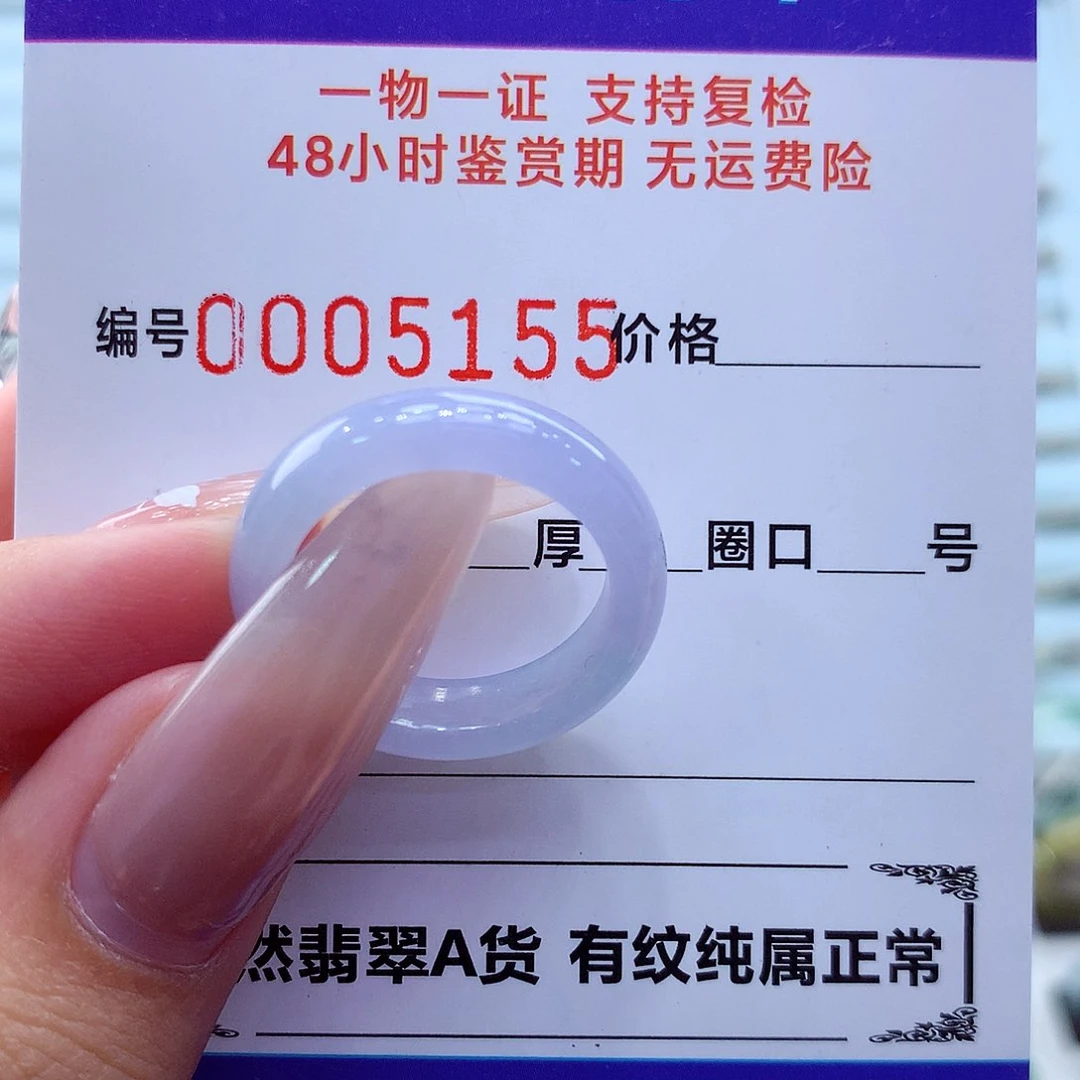 一物一证 支持复检
48小时鉴赏期 无运费险
编号0005155价格
厚 圈口 号
然翡翠A货 有纹纯属正常